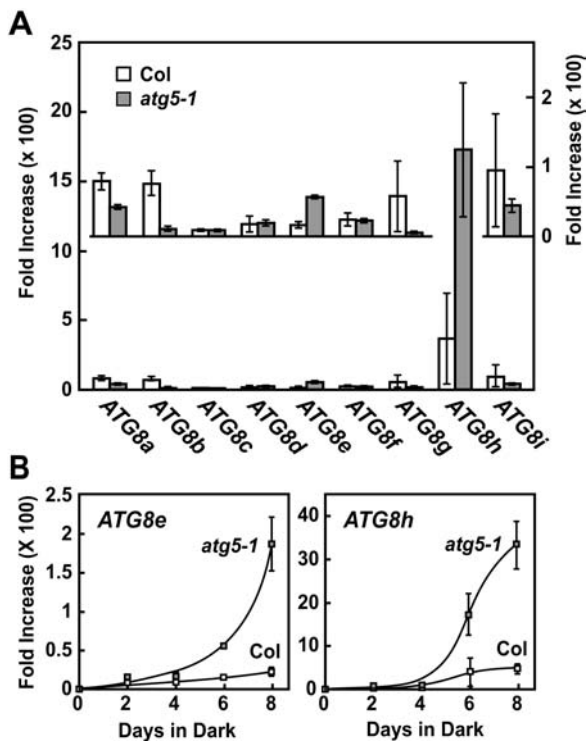 A
25
20
15
10
5
0
Fold Increase (x 100)
Col
atg5-1
2
1
0
Fold Increase (x 100)
ATG8a ATG8b ATG8c ATG8d ATG8e ATG8f ATG8g ATG8h ATG8i
B
2.5
2
1.5
1
0.5
0
Fold Increase (X 100)
ATG8e
atg5-1
Col
0 2 4 6 8
Days in Dark
40
30
20
10
0
ATG8h
atg5-1
Col
0 2 4 6 8
Days in Dark